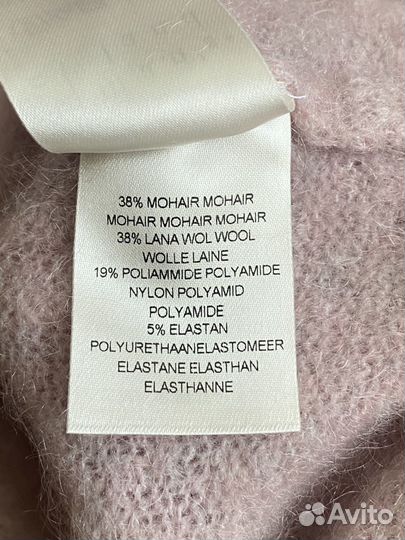 38% MOHAIR MOHAIR
MOHAIR MOHAIR MOHAIR
38% LANA WOL WOOL
WOLLE LAINE
19% POLIAMMIDE POLYAMIDE
NYLON POLYAMID
POLYAMIDE
5% ELASTAN
POLYURETHAANELASTOMEER
ELASTANE ELASTHAN
ELASTHANNE
Avito